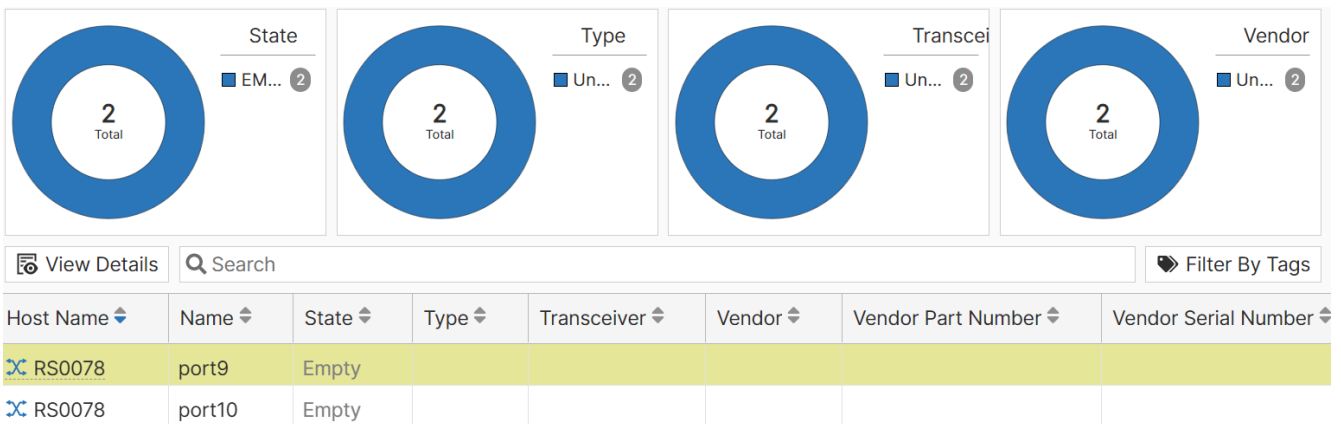 State
EM... 2
2
Total
Type
Un... 2
2
Total
Transcei
Un... 2
2
Total
Vendor
Un... 2
2
Total
View Details Search Filter By Tags
Host Name Name State Type Transceiver Vendor Vendor Part Number Vendor Serial Number
RS0078 port9 Empty
RS0078 port10 Empty